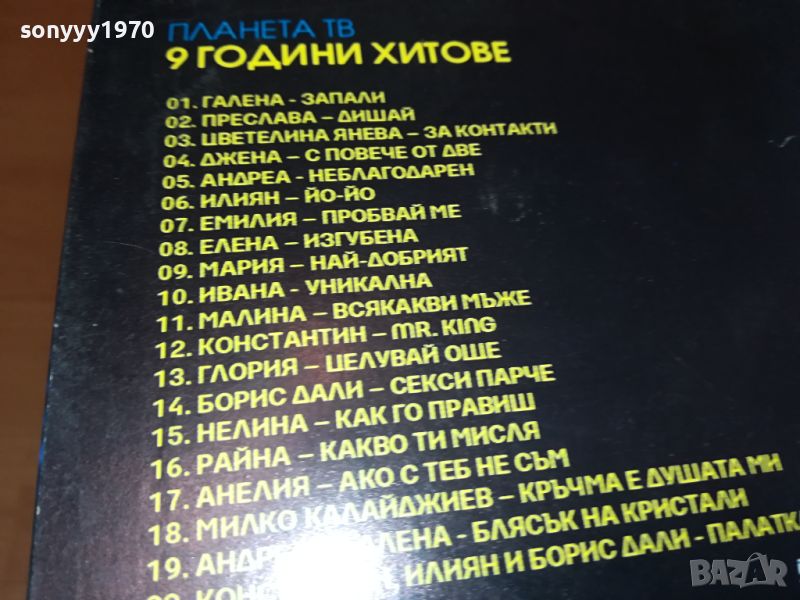 sonyyy1970
ПЛАНЕТА ТВ
9 ГОДИНИ ХИТОВЕ
01. ГАЛЕНА - ЗАПАЛИ
02. ПРЕСЛАВА – ДИШАЙ
03. ЦВЕТЕЛИНА ЯНЕВА – ЗА КОНТАКТИ
04. ДЖЕНА – С ПОВЕЧЕ ОТ ДВЕ
05. АНДРЕА - НЕБЛАГОДАРЕН
06. ИЛИЯН – ЙО-ЙО
07. ЕМИЛИЯ – ПРОБВАЙ МЕ
08. ЕЛЕНА – ИЗГУБЕНА
09. МАРИЯ – НАЙ-ДОБРИЯТ
10. ИВАНА - УНИКАЛНА
11. МАЛИНА – ВСЯКАКВИ МЪЖЕ
12. КОНСТАНТИН – MR. KING
13. ГЛОРИЯ – ЦЕЛУВАЙ ОЩЕ
14. БОРИС ДАЛИ – СЕКСИ ПАРЧЕ
15. НЕЛИНА – КАК ГО ПРАВИШ
16. РАЙНА – КАКВО ТИ МИСЛЯ
17. АНЕЛИЯ – АКО С ТЕБ НЕ СЪМ
18. МИЛКО КАЛАЙДЖИЕВ – КРЪЧМА Е ДУШАТА МИ
19. - БЛЯСЪК НА КРИСТАЛИ
ИЛИЯН И БОРИС ДАЛИ -
БАЗАР